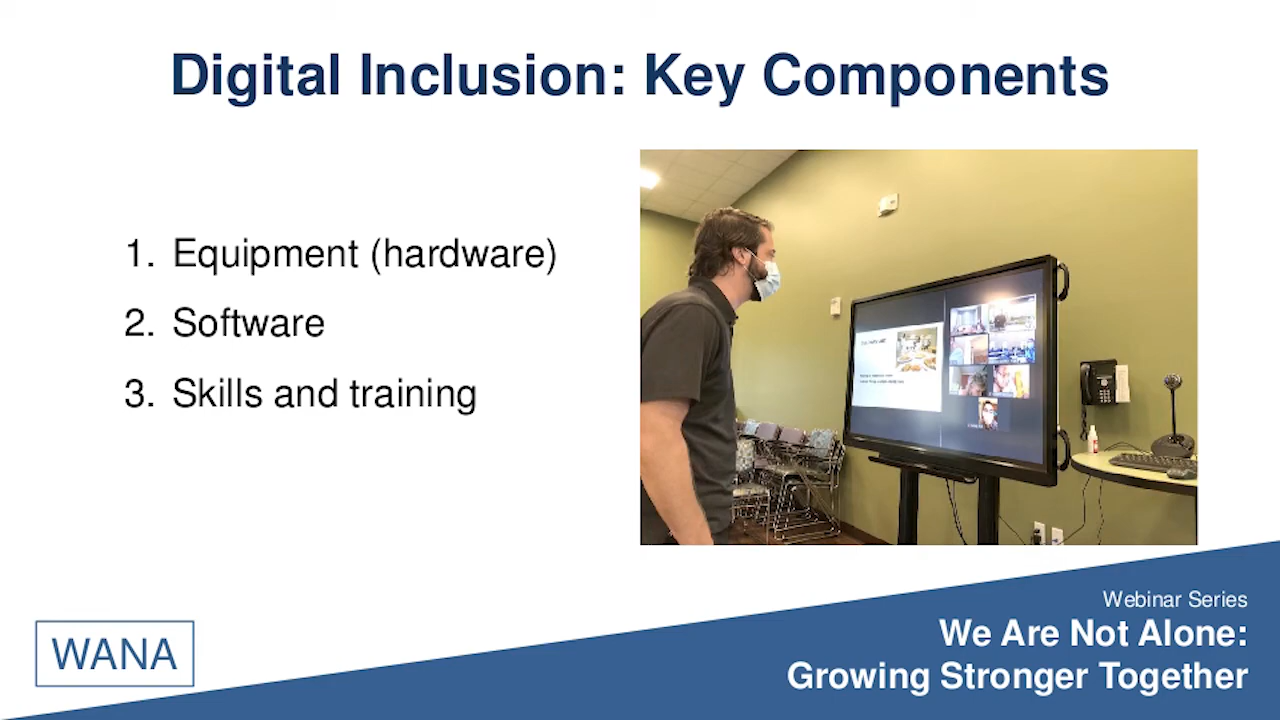 Digital Inclusion: Key Components
1. Equipment (hardware)
2. Software
3. Skills and training
WANA
Webinar Series
We Are Not Alone:
Growing Stronger Together